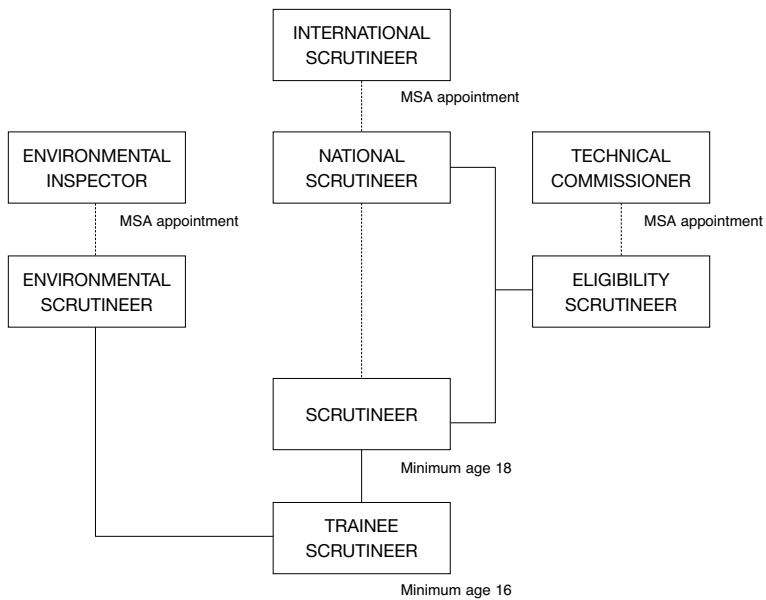 INTERNATIONAL
SCRUTINEER
MSA appointment
ENVIRONMENTAL
INSPECTOR
NATIONAL
SCRUTINEER
TECHNICAL
COMMISSIONER
MSA appointment
MSA appointment
ENVIRONMENTAL
SCRUTINEER
ELIGIBILITY
SCRUTINEER
SCRUTINEER
Minimum age 18
TRAINEE
SCRUTINEER
Minimum age 16